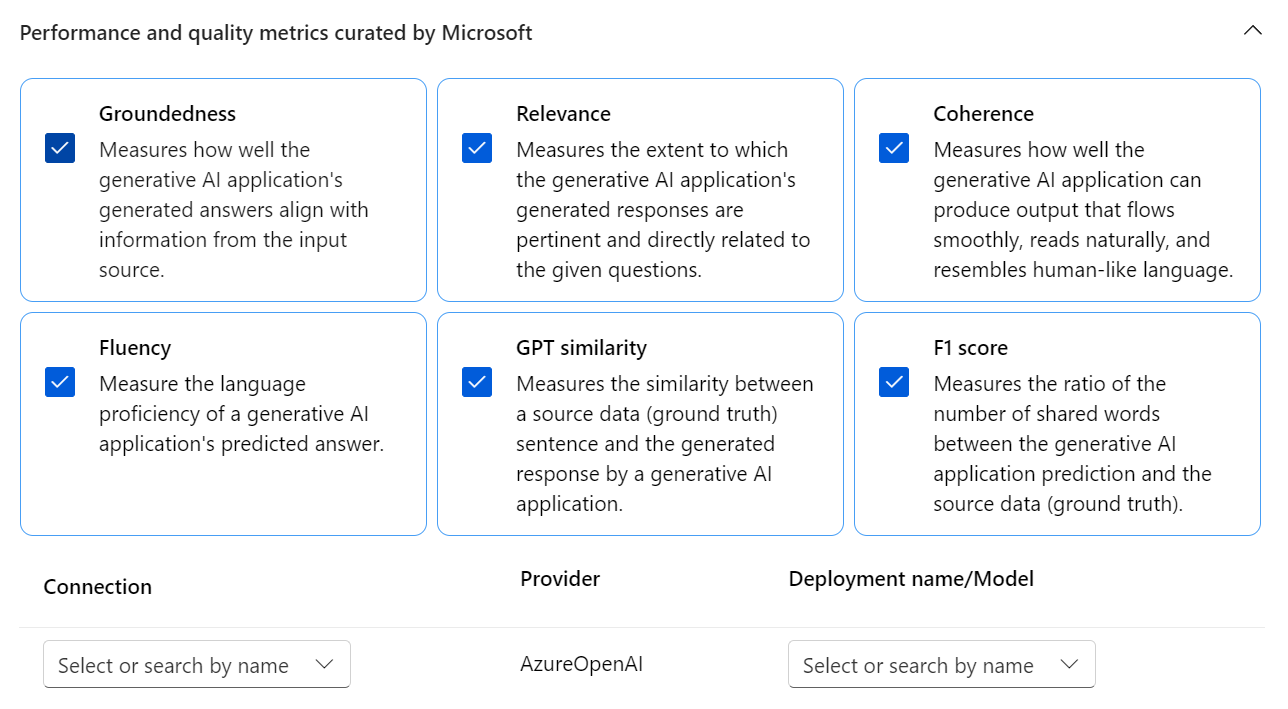 Performance and quality metrics curated by Microsoft
Groundedness
Measures how well the
generative AI application's
generated answers align with
information from the input
source.
Relevance
Measures the extent to which
the generative AI application's
generated responses are
pertinent and directly related to
the given questions.
Coherence
Measures how well the
generative AI application can
produce output that flows
smoothly, reads naturally, and
resembles human-like language.
Fluency
Measure the language
proficiency of a generative AI
application's predicted answer.
GPT similarity
Measures the similarity between
a source data (ground truth)
sentence and the generated
response by a generative AI
application.
F1 score
Measures the ratio of the
number of shared words
between the generative AI
application prediction and the
source data (ground truth).
Connection
Provider
Deployment name/Model
Select or search by name
AzureOpenAI
Select or search by name